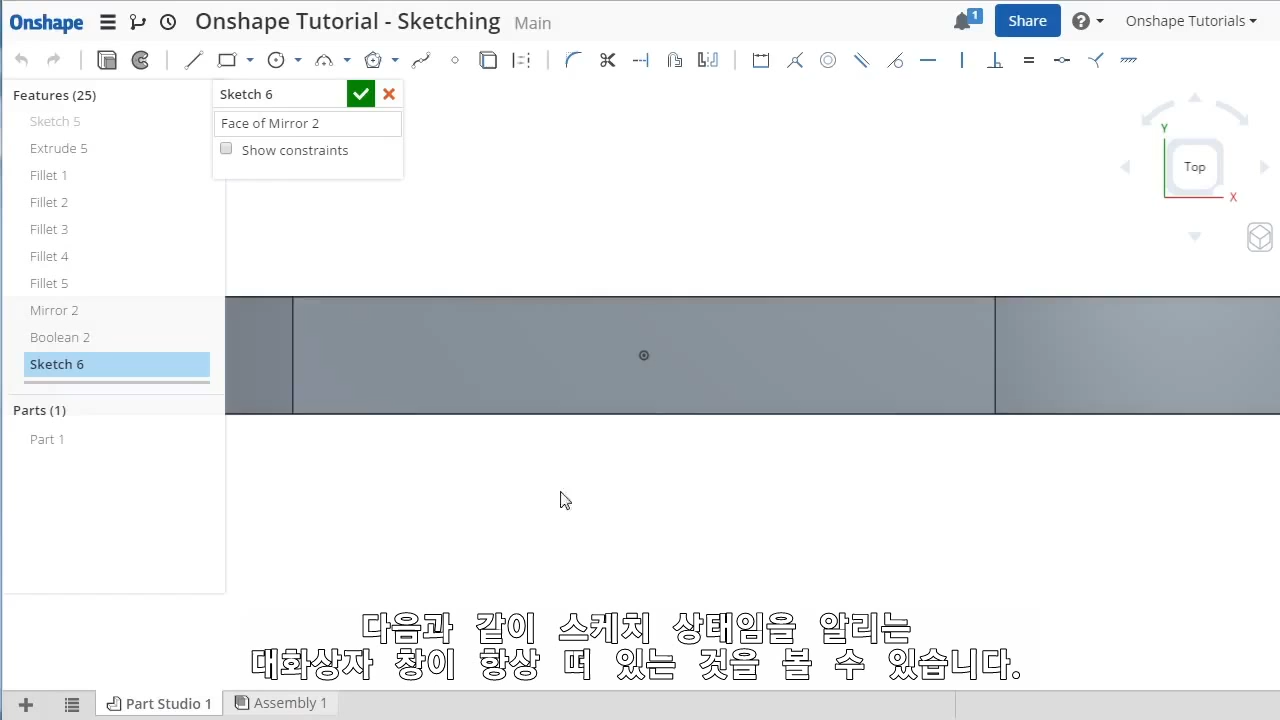 Onshape
Onshape Tutorial - Sketching Main
1
Share
Onshape Tutorials
Features (25)
Sketch 5
Extrude 5
Fillet 1
Fillet 2
Fillet 3
Fillet 4
Fillet 5
Mirror 2
Boolean 2
Sketch 6
Parts (1)
Part 1
Sketch 6
Face of Mirror 2
Show constraints
Y
Top
X
다음과 같이 스케치 상태임을 알리는
대화상자 창이 항상 떠 있는 것을 볼 수 있습니다.
Part Studio 1
Assembly 1